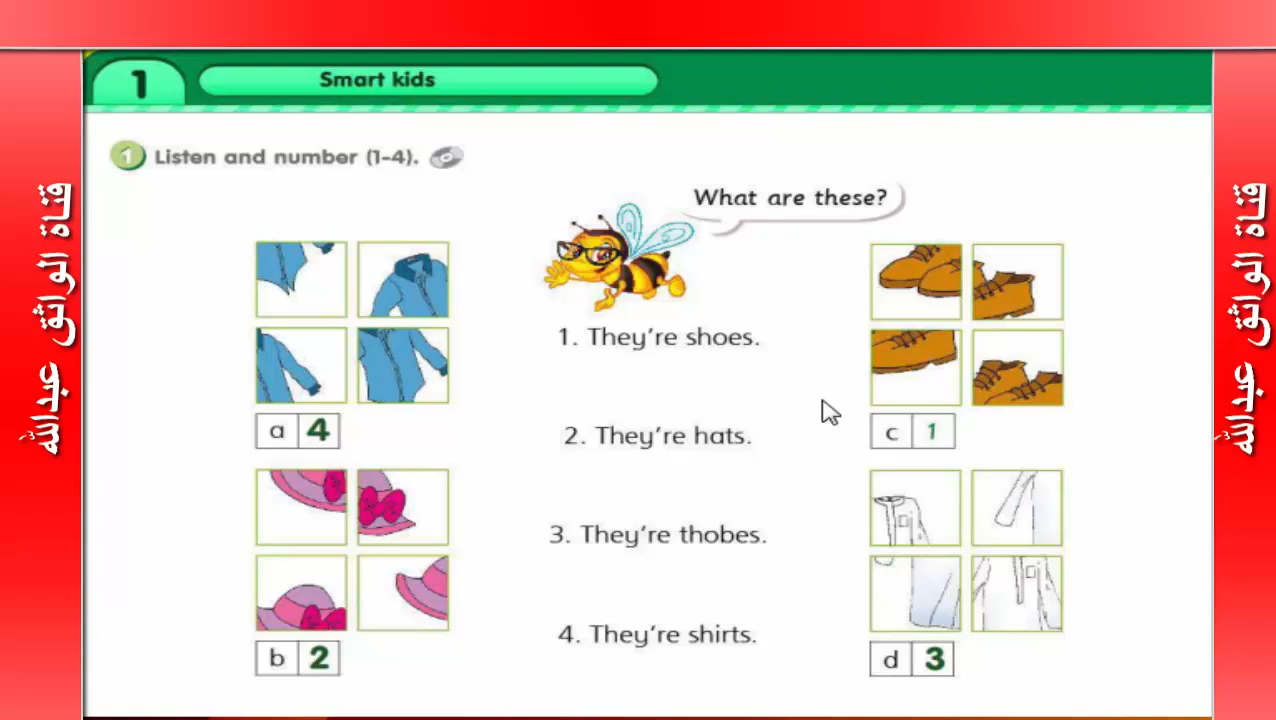 1 Smart kids
1 Listen and number (1-4).
What are these?
1. They're shoes.
a 4
c 1
2. They're hats.
3. They're thobes.
4. They're shirts.
b 2
d 3
قناة الواثق عبدالله
قناة الواثق عبدالله